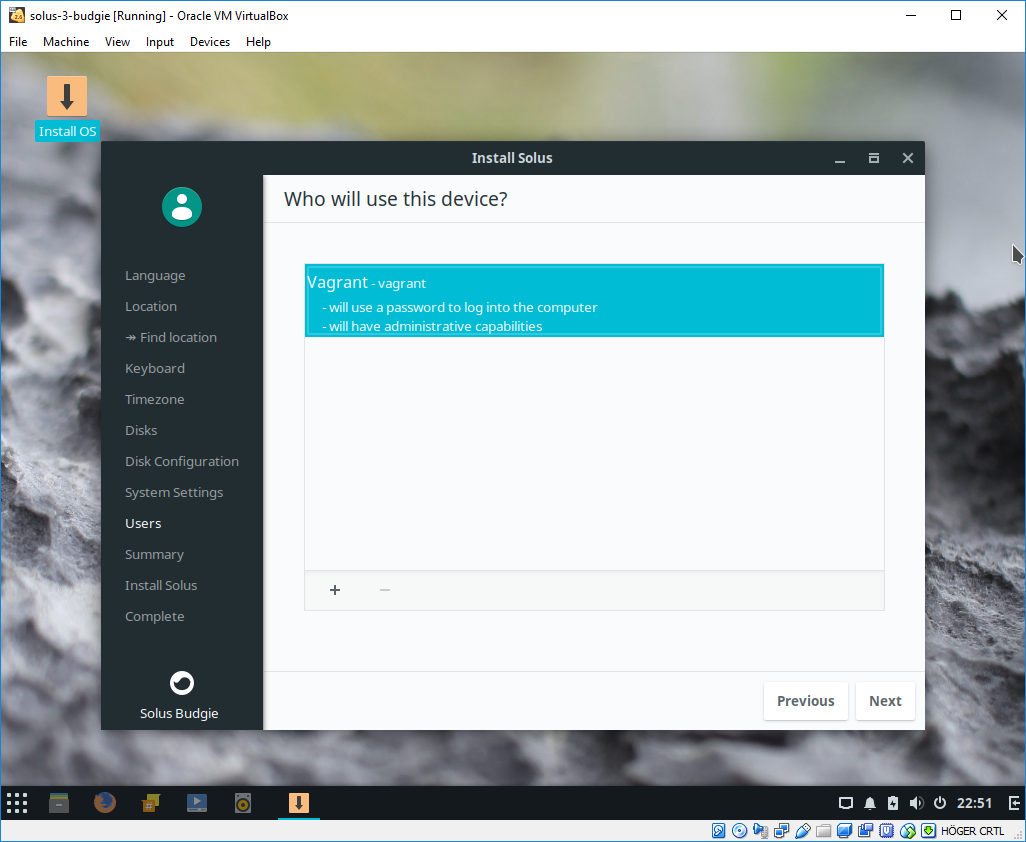 solus-3-budgie [Running] - Oracle VM VirtualBox
File Machine View Input Devices Help
Install OS
Install Solus
Who will use this device?
Language
Location
↠ Find location
Keyboard
Timezone
Disks
Disk Configuration
System Settings
Users
Summary
Install Solus
Complete
Solus Budgie
Vagrant - vagrant
- will use a password to log into the computer
- will have administrative capabilities
+ −
Previous Next
22:51
HÖGER CRTL